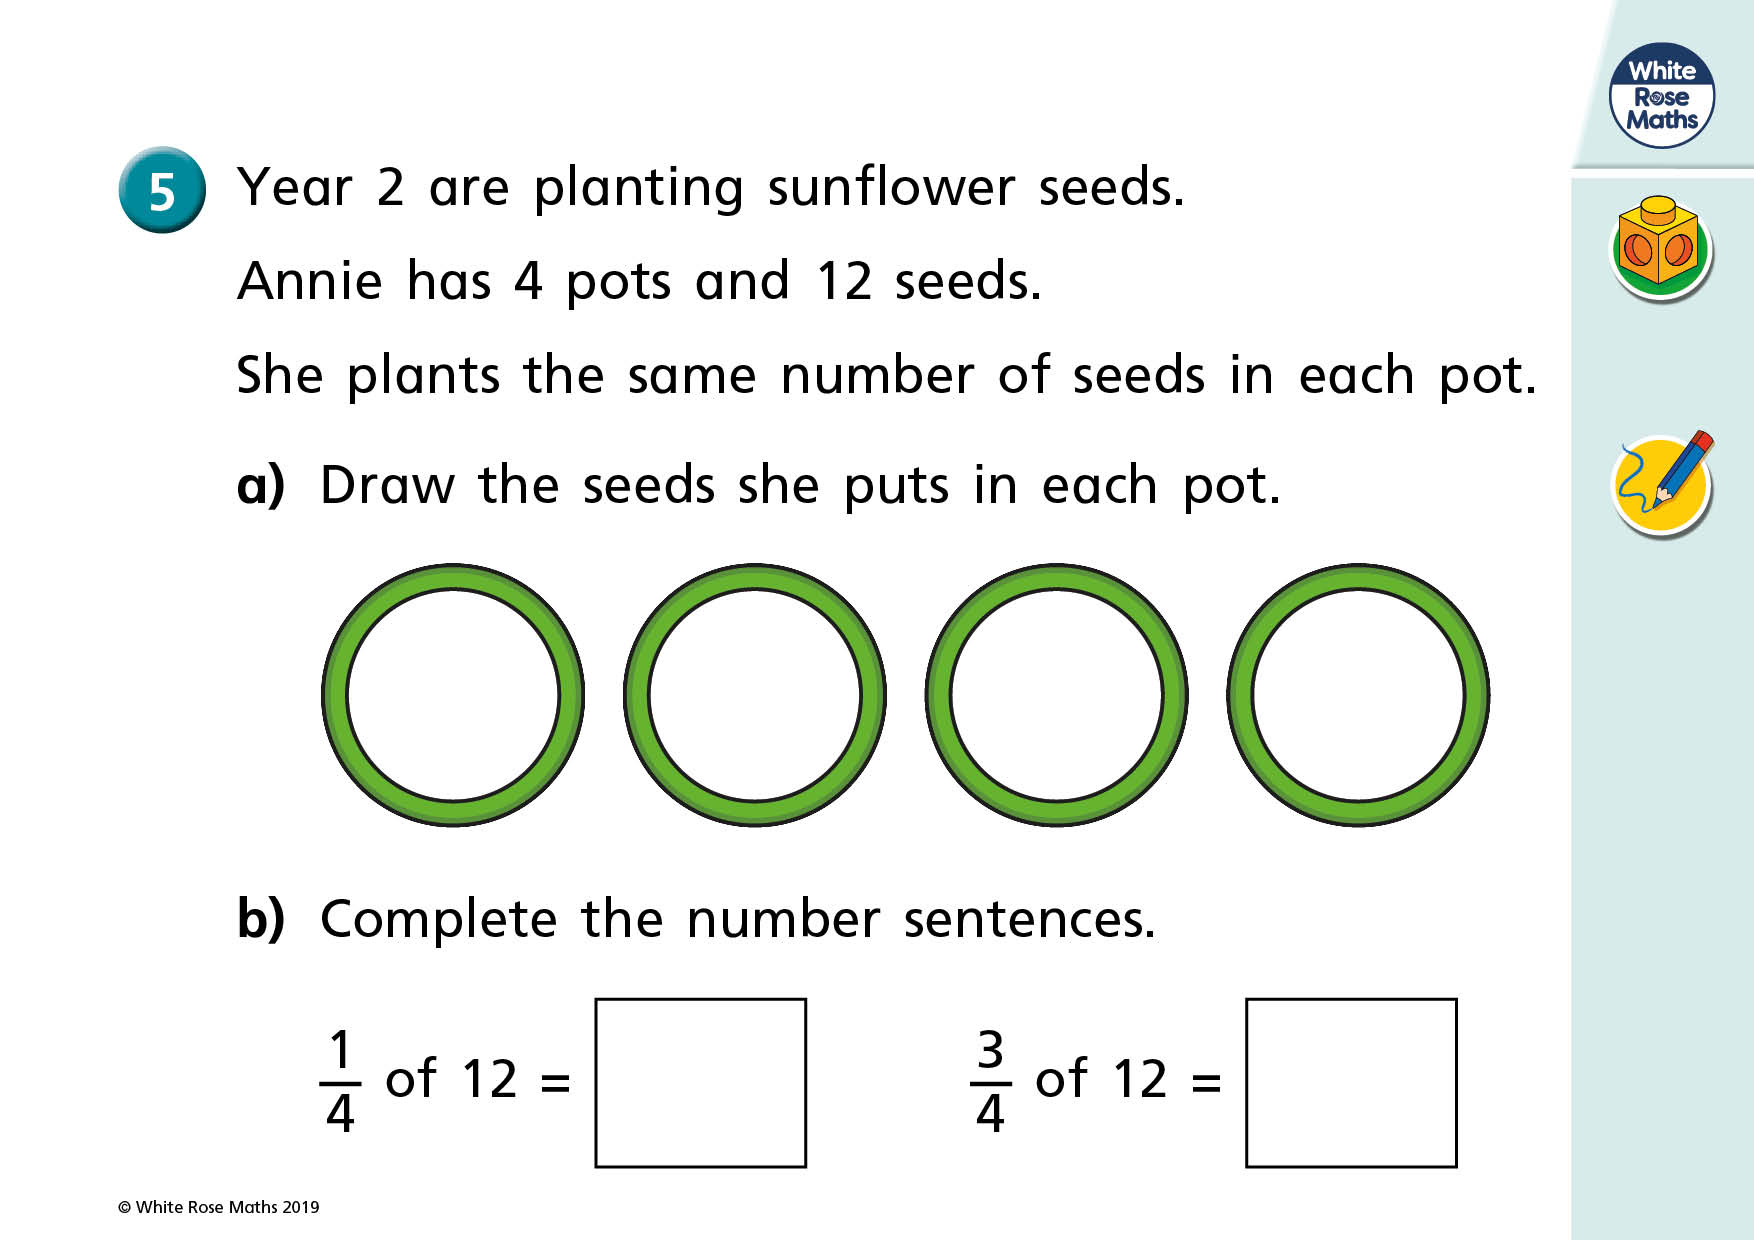 White
Rose
Maths
5 Year 2 are planting sunflower seeds.
Annie has 4 pots and 12 seeds.
She plants the same number of seeds in each pot.
a) Draw the seeds she puts in each pot.
b) Complete the number sentences.
1/4 of 12 = 3/4 of 12 =
© White Rose Maths 2019